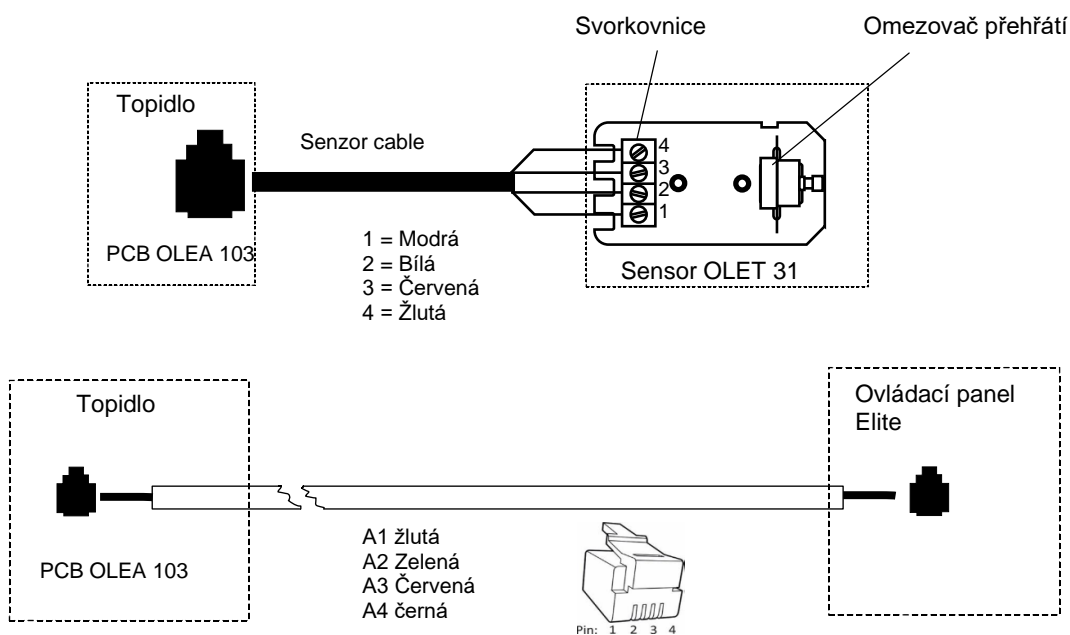 Svorkovnice
Omezovač přehřátí
Topidlo
Senzor cable
4
3
2
1
PCB OLEA 103
1 = Modrá
2 = Bílá
3 = Červená
4 = Žlutá
Sensor OLET 31
Topidlo
Ovládací panel
Elite
PCB OLEA 103
A1 žlutá
A2 Zelená
A3 Červená
A4 černá
Pin: 1 2 3 4